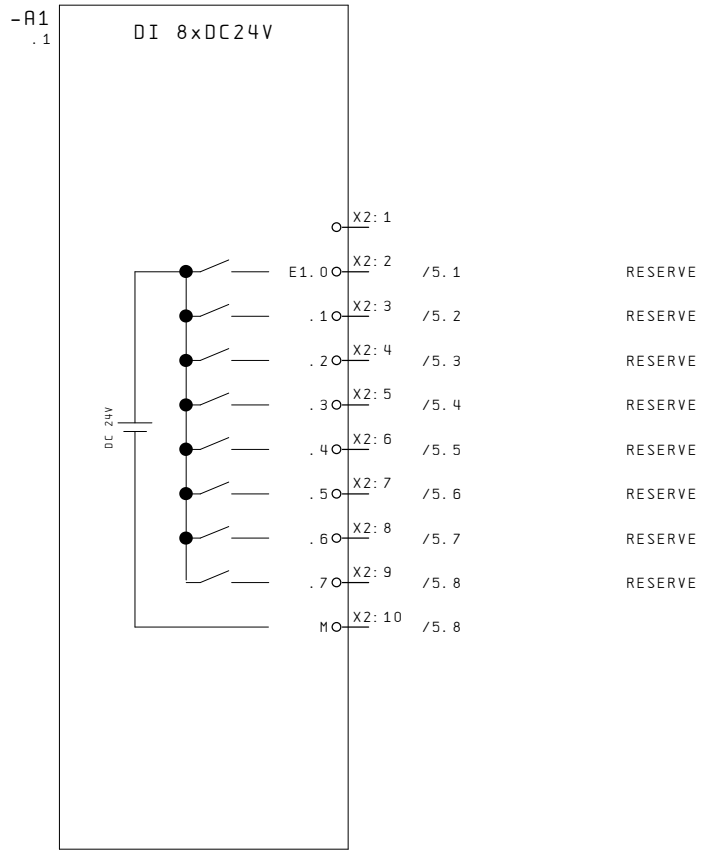 -A1
.1
DI 8xDC24V
X2:1
E1.0 X2:2 /5.1 RESERVE
.1 X2:3 /5.2 RESERVE
.2 X2:4 /5.3 RESERVE
.3 X2:5 /5.4 RESERVE
DC 24V
.4 X2:6 /5.5 RESERVE
.5 X2:7 /5.6 RESERVE
.6 X2:8 /5.7 RESERVE
.7 X2:9 /5.8 RESERVE
M X2:10 /5.8